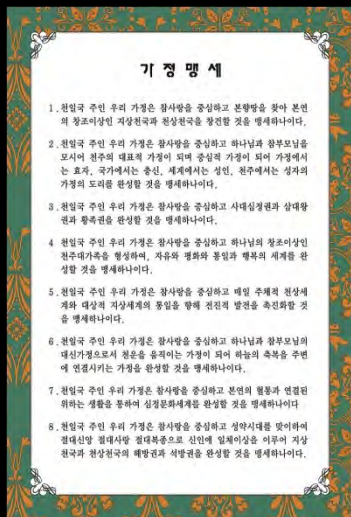 가 정 맹 세
1. 천일국 주인 우리 가정은 참사랑을 중심하고 본향땅을 찾아 본연
의 창조이상인 지상천국과 천상천국을 창건할 것을 맹세하나이다.
2. 천일국 주인 우리 가정은 참사랑을 중심하고 하나님과 참부모님을
모시어 천주의 대표적 가정이 되며 중심적 가정이 되어 가정에서
는 효자, 국가에서는 충신, 세계에서는 성인, 천주에서는 성자의
가정의 도리를 완성할 것을 맹세하나이다.
3. 천일국 주인 우리 가정은 참사랑을 중심하고 사대심정권과 삼대왕
권과 황족권을 완성할 것을 맹세하나이다.
4 천일국 주인 우리 가정은 참사랑을 중심하고 하나님의 창조이상인
천주대가족을 형성하여, 자유와 평화와 통일과 행복의 세계를 완
성할 것을 맹세하나이다.
5. 천일국 주인 우리 가정은 참사랑을 중심하고 매일 주체적 천상세
계와 대상적 지상세계의 통일을 향해 전진적 발전을 촉진화할 것
을 맹세하나이다.
6. 천일국 주인 우리 가정은 참사랑을 중심하고 하나님과 참부모님의
대신가정으로서 천운을 움직이는 가정이 되어 하늘의 축복을 주변
에 연결시키는 가정을 완성할 것을 맹세하나이다.
7. 천일국 주인 우리 가정은 참사랑을 중심하고 본연의 혈통과 연결된
위하는 생활을 통하여 심정문화세계를 완성할 것을 맹세하나이다
8. 천일국 주인 우리 가정은 참사랑을 중심하고 성약시대를 맞이하여
절대신앙 절대사랑 절대복종으로 신인애 일체이상을 이루어 지상
천국과 천상천국의 해방권과 석방권을 완성할 것을 맹세하나이다.